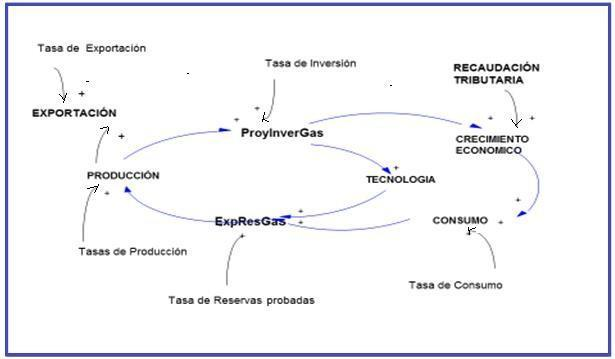 Tasa de Exportación
Tasa de Inversión
RECAUDACIÓN
TRIBUTARIA
+
EXPORTACIÓN
+
+
+
+
+
ProyInverGas
CRECIMIENTO
ECONOMICO
+
PRODUCCIÓN
TECNOLOGIA
+
+
+
ExpResGas
+
CONSUMO
+
+
Tasas de Producción
Tasa de Consumo
Tasa de Reservas probadas